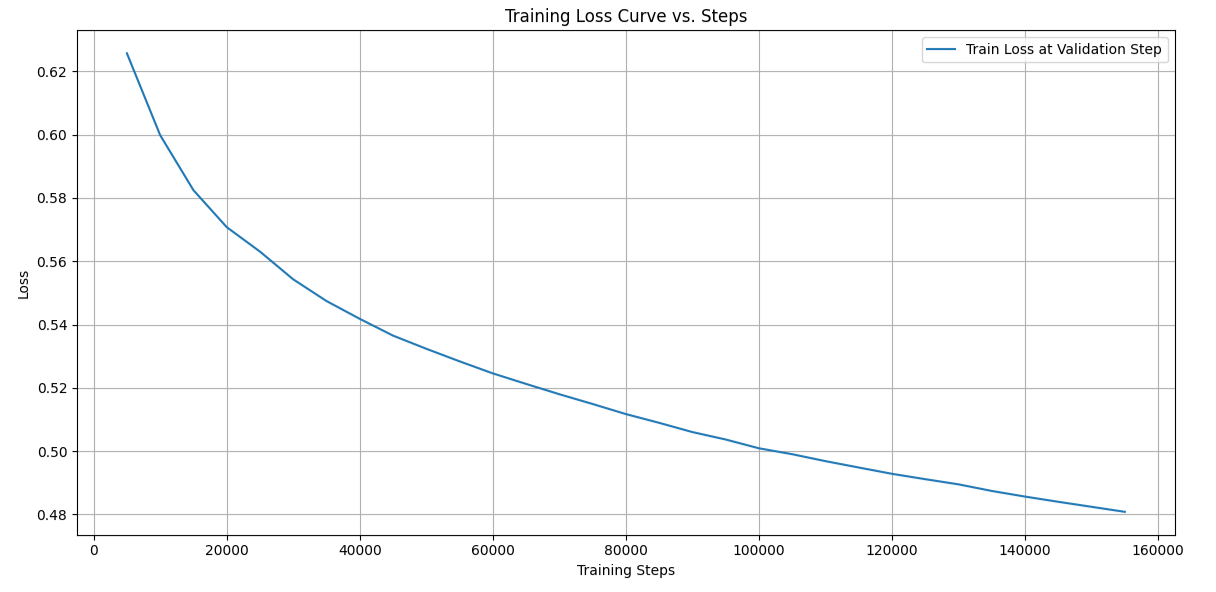 Training Loss Curve vs. Steps
Train Loss at Validation Step
0.62
0.60
0.58
0.56
0.54
0.52
0.50
0.48
Loss
0 20000 40000 60000 80000 100000 120000 140000 160000
Training Steps